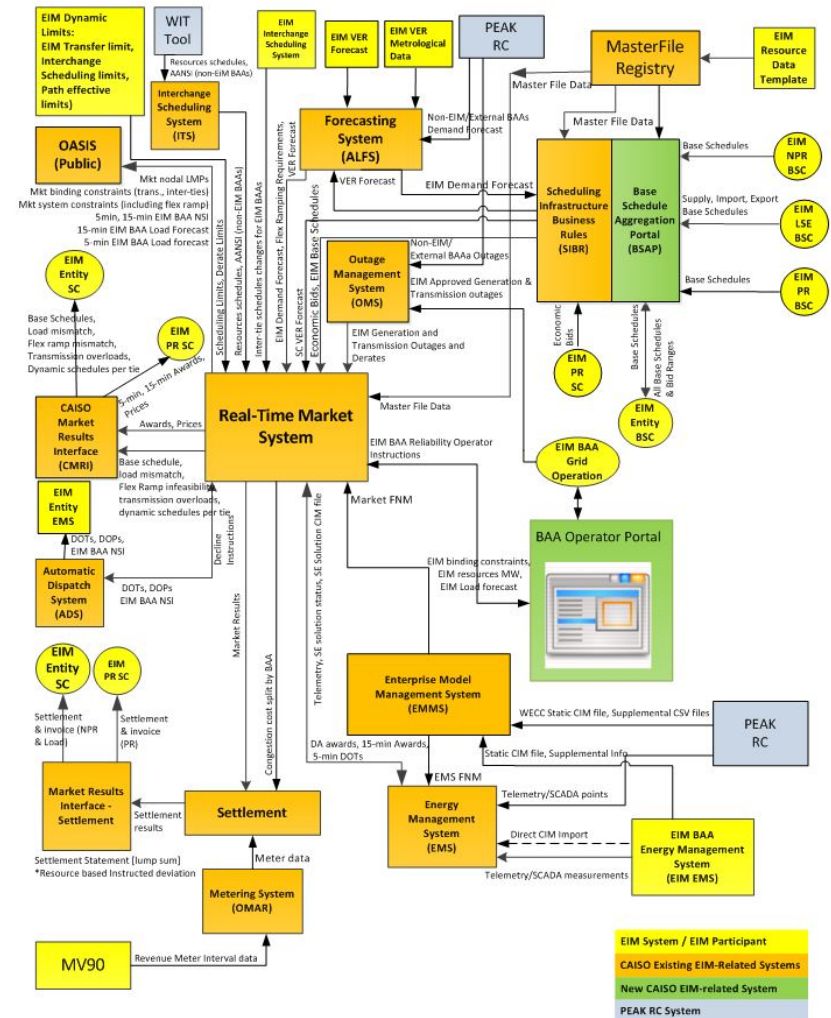 EIM Dynamic
Limits:
EIM Transfer limit,
Interchange
Scheduling limits,
Path effective
limits)
WIT
Tool
Resources schedules,
AANSI (non-EIM BAAs)
Interchange
Scheduling
System
(ITS)
EIM
Interchange
Scheduling
System
EIM VER
Forecast
EIM VER
Metrological
Data
PEAK
RC
MasterFile
Registry
EIM
Resource
Data
Template
Master File Data
Master File Data
OASIS
(Public)
Mkt nodal LMPs
Mkt binding constraints (trans., inter-ties)
Mkt system constraints (including flex ramp)
5min, 15-min EIM BAA NSI
15-min EIM BAA Load Forecast
5-min EIM BAA Load forecast
Forecasting
System
(ALFS)
Non-EIM/External BAAs
Demand Forecast
VER Forecast
EIM Demand Forecast
Scheduling
Infrastructure
Business
Rules
(SIBR)
Base
Schedule
Aggregation
Portal
(BSAP)
Base Schedules
EIM
NPR
BSC
Supply, Import, Export
Base Schedules
EIM
LSE
BSC
Base Schedules
EIM
PR
BSC
Scheduling Limits, Derate Limits
Resources schedules, AANSI (non-EIM BAAs)
Inter-tie schedules changes for EIM BAAs
EIM Demand Forecast, Flex Ramping Requirements,
VER Forecast
SC VER Forecast
Economic Bids, EIM Base Schedules
Outage
Management
System
(OMS)
Non-EIM/
External BAAa Outages
EIM Approved Generation &
Transmission outages
EIM Generation and
Transmission Outages and
Derates
Economic
Bids
EIM
PR
SC
Base Schedules
All Base Schedules
& Bid Ranges
EIM
Entity
BSC
EIM
Entity
SC
Base Schedules,
Load mismatch,
Flex ramp mismatch,
Transmission overloads,
Dynamic schedules per tie
EIM
PR SC
5-min, 15-min Awards,
Prices
CAISO
Market
Results
Interface
(CMRI)
Awards, Prices
Real-Time Market
System
Master File Data
EIM BAA Reliability Operator
Instructions
EIM BAA
Grid
Operation
Base schedule,
load mismatch,
Flex Ramp infeasibility
transmission overloads,
dynamic schedules per tie
Market FNM
EIM
Entity
EMS
DOTs, DOPs,
EIM BAA NSI
Automatic
Dispatch
System
(ADS)
DOTs, DOPs
EIM BAA NSI
Decline
Instructions
BAA Operator Portal
EIM binding constraints,
EIM resources MW,
EIM Load forecast
Market Results
Congestion cost split by BAA
Telemetry, SE solution status, SE Solution CIM file
EIM
Entity
SC
EIM
PR SC
Settlement
& invoice (NPR
& Load)
Settlement
& invoice
(PR)
Enterprise Model
Management System
(EMMS)
WECC Static CIM file, Supplemental CSV files
PEAK
RC
Static CIM file, Supplemental Info
DA awards, 15-min Awards,
5-min DOTs
EMS FNM
Market Results
Interface -
Settlement
Settlement
results
Settlement
Energy
Management
System
(EMS)
Telemetry/SCADA points
Direct CIM Import
Telemetry/SCADA measurements
EIM BAA
Energy Management
System
(EIM EMS)
Settlement Statement [lump sum]
*Resource based Instructed deviation
Meter data
Metering System
(OMAR)
MV90
Revenue Meter Interval data
EIM System / EIM Participant
CAISO Existing EIM-Related Systems
New CAISO EIM-related System
PEAK RC System